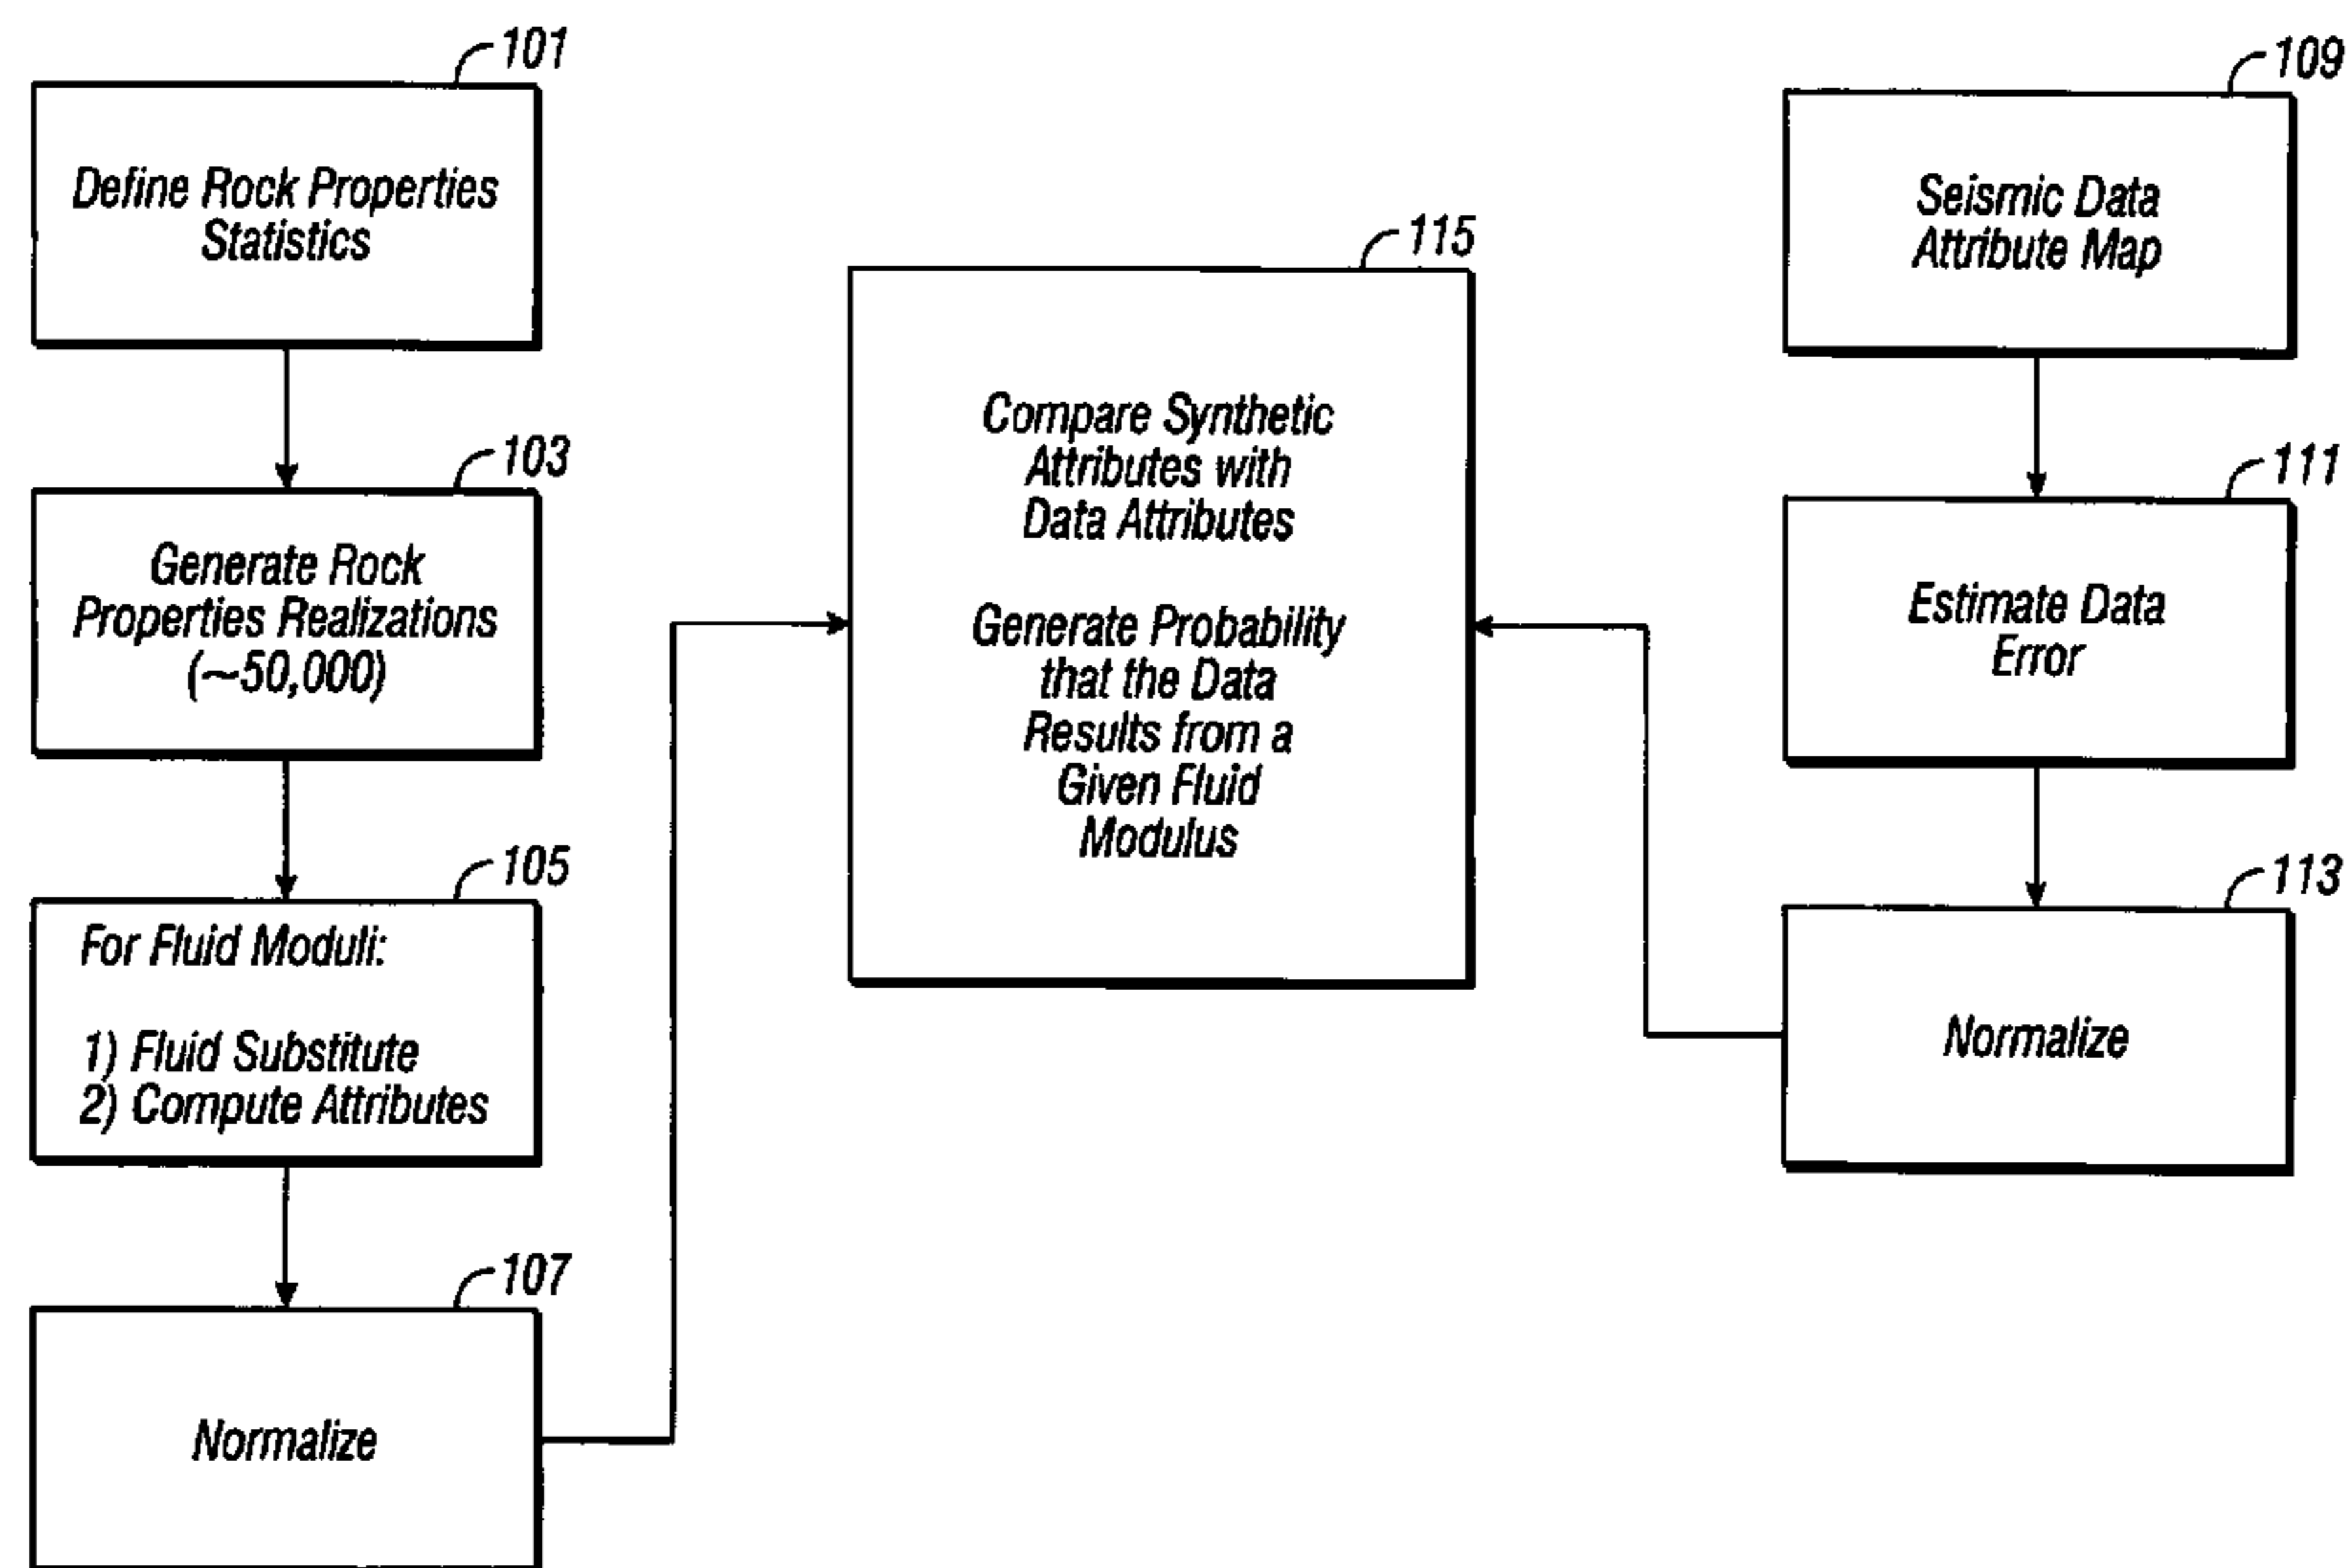 101
Define Rock Properties
Statistics
103
Generate Rock
Properties Realizations
(~50,000)
105
For Fluid Moduli:
1) Fluid Substitute
2) Compute Attributes
107
Normalize
115
Compare Synthetic
Attributes with
Data Attributes
Generate Probability
that the Data
Results from a
Given Fluid
Modulus
109
Seismic Data
Attribute Map
111
Estimate Data
Error
113
Normalize